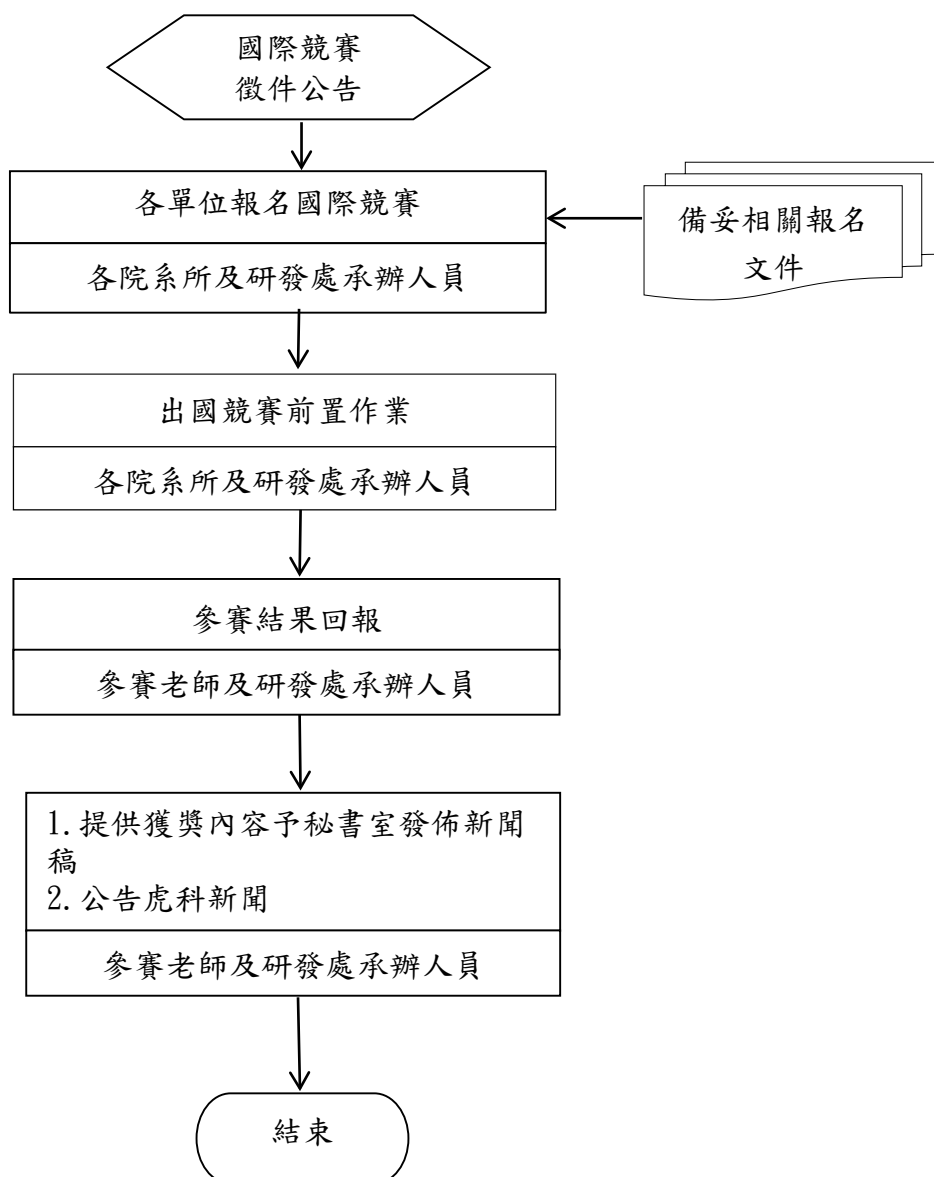 國際競賽
徵件公告
各單位報名國際競賽
各院系所及研發處承辦人員
備妥相關報名
文件
出國競賽前置作業
各院系所及研發處承辦人員
參賽結果回報
參賽老師及研發處承辦人員
1.提供獲獎內容予秘書室發佈新聞
稿
2.公告虎科新聞
參賽老師及研發處承辦人員
結束